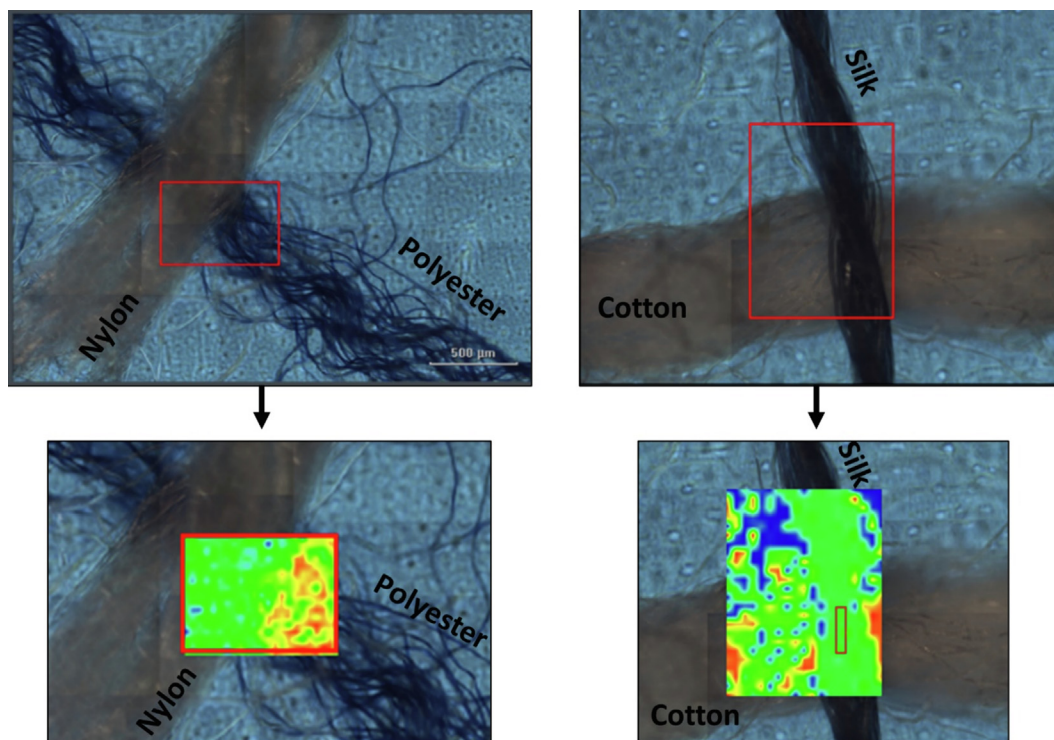 Nylon
Polyester
500 µm
Silk
Cotton
Nylon
Polyester
Silk
Cotton